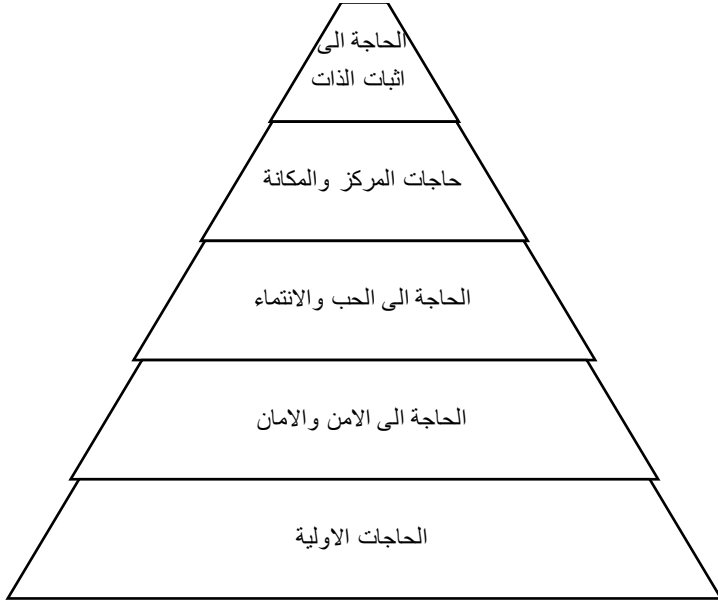 الحاجة الى
اثبات الذات
حاجات المركز والمكانة
الحاجة الى الحب والانتماء
الحاجة الى الامن والامان
الحاجات الاولية